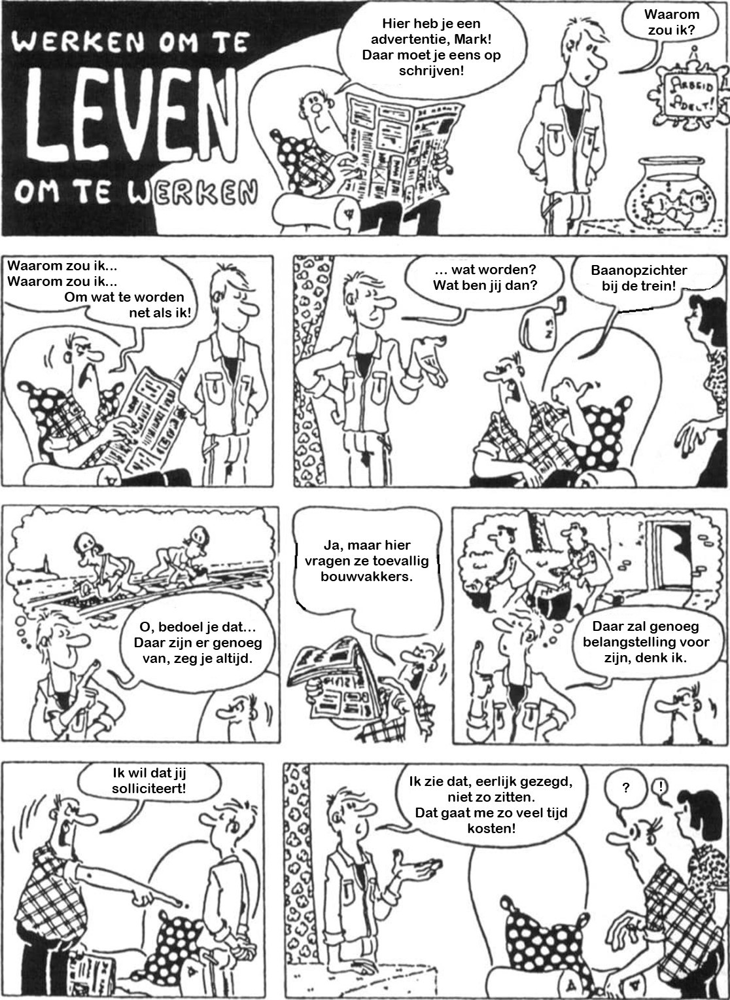 WERKEN OM TE
LEVEN
OM TE WERKEN
Hier heb je een
advertentie, Mark!
Daar moet je eens op
schrijven!
Waarom
zou ik?
DE KRANT
ARBEID
ADELT!
Waarom zou ik...
Waarom zou ik...
Om wat te worden
net als ik!
... wat worden?
Wat ben jij dan?
Baanopzichter
bij de trein!
N.S.
O, bedoel je dat...
Daar zijn er genoeg
van, zeg je altijd.
Ja, maar hier
vragen ze toevallig
bouwvakkers.
Daar zal genoeg
belangstelling voor
zijn, denk ik.
Ik wil dat jij
solliciteert!
Ik zie dat, eerlijk gezegd,
niet zo zitten.
Dat gaat me zo veel tijd
kosten!
?
!